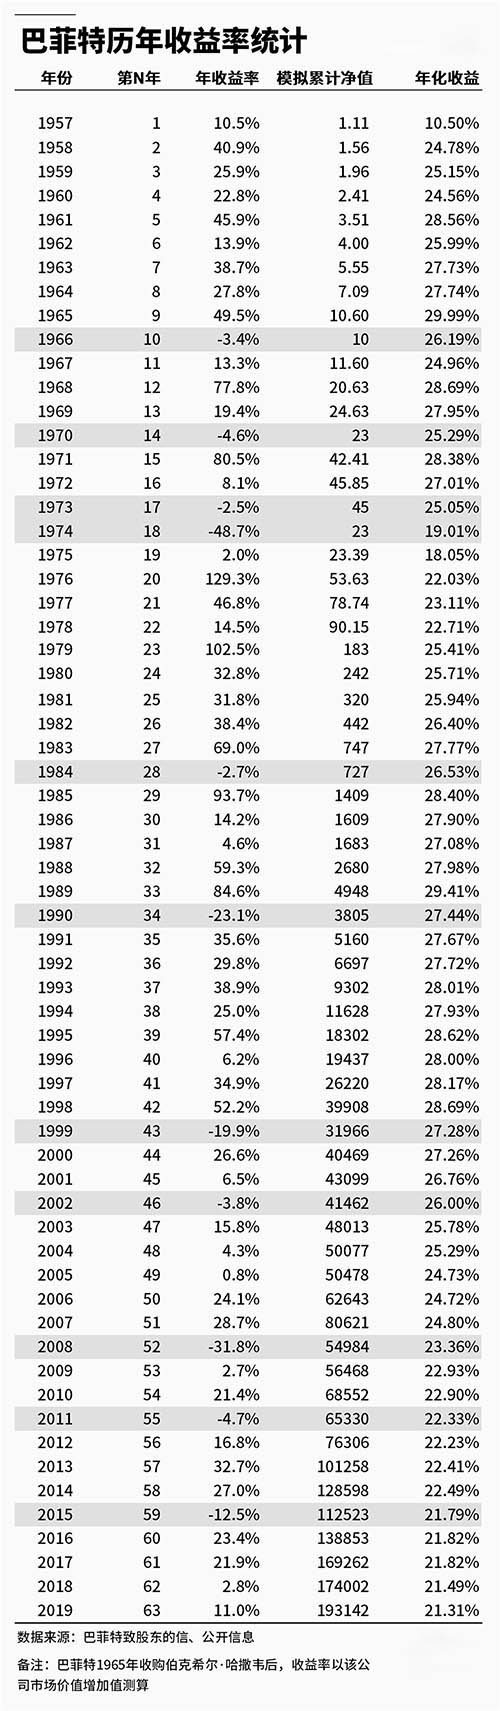 巴菲特历年收益率统计
年份 第N年 年收益率 模拟累计净值 年化收益
1957 1 10.5% 1.11 10.50%
1958 2 40.9% 1.56 24.78%
1959 3 25.9% 1.96 25.15%
1960 4 22.8% 2.41 24.56%
1961 5 45.9% 3.51 28.56%
1962 6 13.9% 4.00 25.99%
1963 7 38.7% 5.55 27.73%
1964 8 27.8% 7.09 27.74%
1965 9 49.5% 10.60 29.99%
1966 10 -3.4% 10 26.19%
1967 11 13.3% 11.60 24.96%
1968 12 77.8% 20.63 28.69%
1969 13 19.4% 24.63 27.95%
1970 14 -4.6% 23 25.29%
1971 15 80.5% 42.41 28.38%
1972 16 8.1% 45.85 27.01%
1973 17 -2.5% 45 25.05%
1974 18 -48.7% 23 19.01%
1975 19 2.0% 23.39 18.05%
1976 20 129.3% 53.63 22.03%
1977 21 46.8% 78.74 23.11%
1978 22 14.5% 90.15 22.71%
1979 23 102.5% 183 25.41%
1980 24 32.8% 242 25.71%
1981 25 31.8% 320 25.94%
1982 26 38.4% 442 26.40%
1983 27 69.0% 747 27.77%
1984 28 -2.7% 727 26.53%
1985 29 93.7% 1409 28.40%
1986 30 14.2% 1609 27.90%
1987 31 4.6% 1683 27.08%
1988 32 59.3% 2680 27.98%
1989 33 84.6% 4948 29.41%
1990 34 -23.1% 3805 27.44%
1991 35 35.6% 5160 27.67%
1992 36 29.8% 6697 27.72%
1993 37 38.9% 9302 28.01%
1994 38 25.0% 11628 27.93%
1995 39 57.4% 18302 28.62%
1996 40 6.2% 19437 28.00%
1997 41 34.9% 26220 28.17%
1998 42 52.2% 39908 28.69%
1999 43 -19.9% 31966 27.28%
2000 44 26.6% 40469 27.26%
2001 45 6.5% 43099 26.76%
2002 46 -3.8% 41462 26.00%
2003 47 15.8% 48013 25.78%
2004 48 4.3% 50077 25.29%
2005 49 0.8% 50478 24.73%
2006 50 24.1% 62643 24.72%
2007 51 28.7% 80621 24.80%
2008 52 -31.8% 54984 23.36%
2009 53 2.7% 56468 22.93%
2010 54 21.4% 68552 22.90%
2011 55 -4.7% 65330 22.33%
2012 56 16.8% 76306 22.23%
2013 57 32.7% 101258 22.41%
2014 58 27.0% 128598 22.49%
2015 59 -12.5% 112523 21.79%
2016 60 23.4% 138853 21.82%
2017 61 21.9% 169262 21.82%
2018 62 2.8% 174002 21.49%
2019 63 11.0% 193142 21.31%
数据来源：巴菲特致股东的信、公开信息
备注：巴菲特1965年收购伯克希尔·哈撒韦后，收益率以该公
司市场价值增加值测算